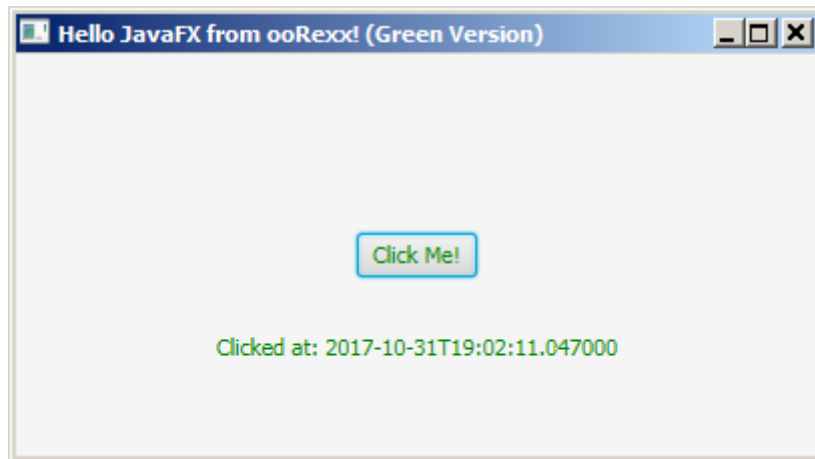 Hello JavaFX from ooRexx! (Green Version)
Click Me!
Clicked at: 2017-10-31T19:02:11.047000